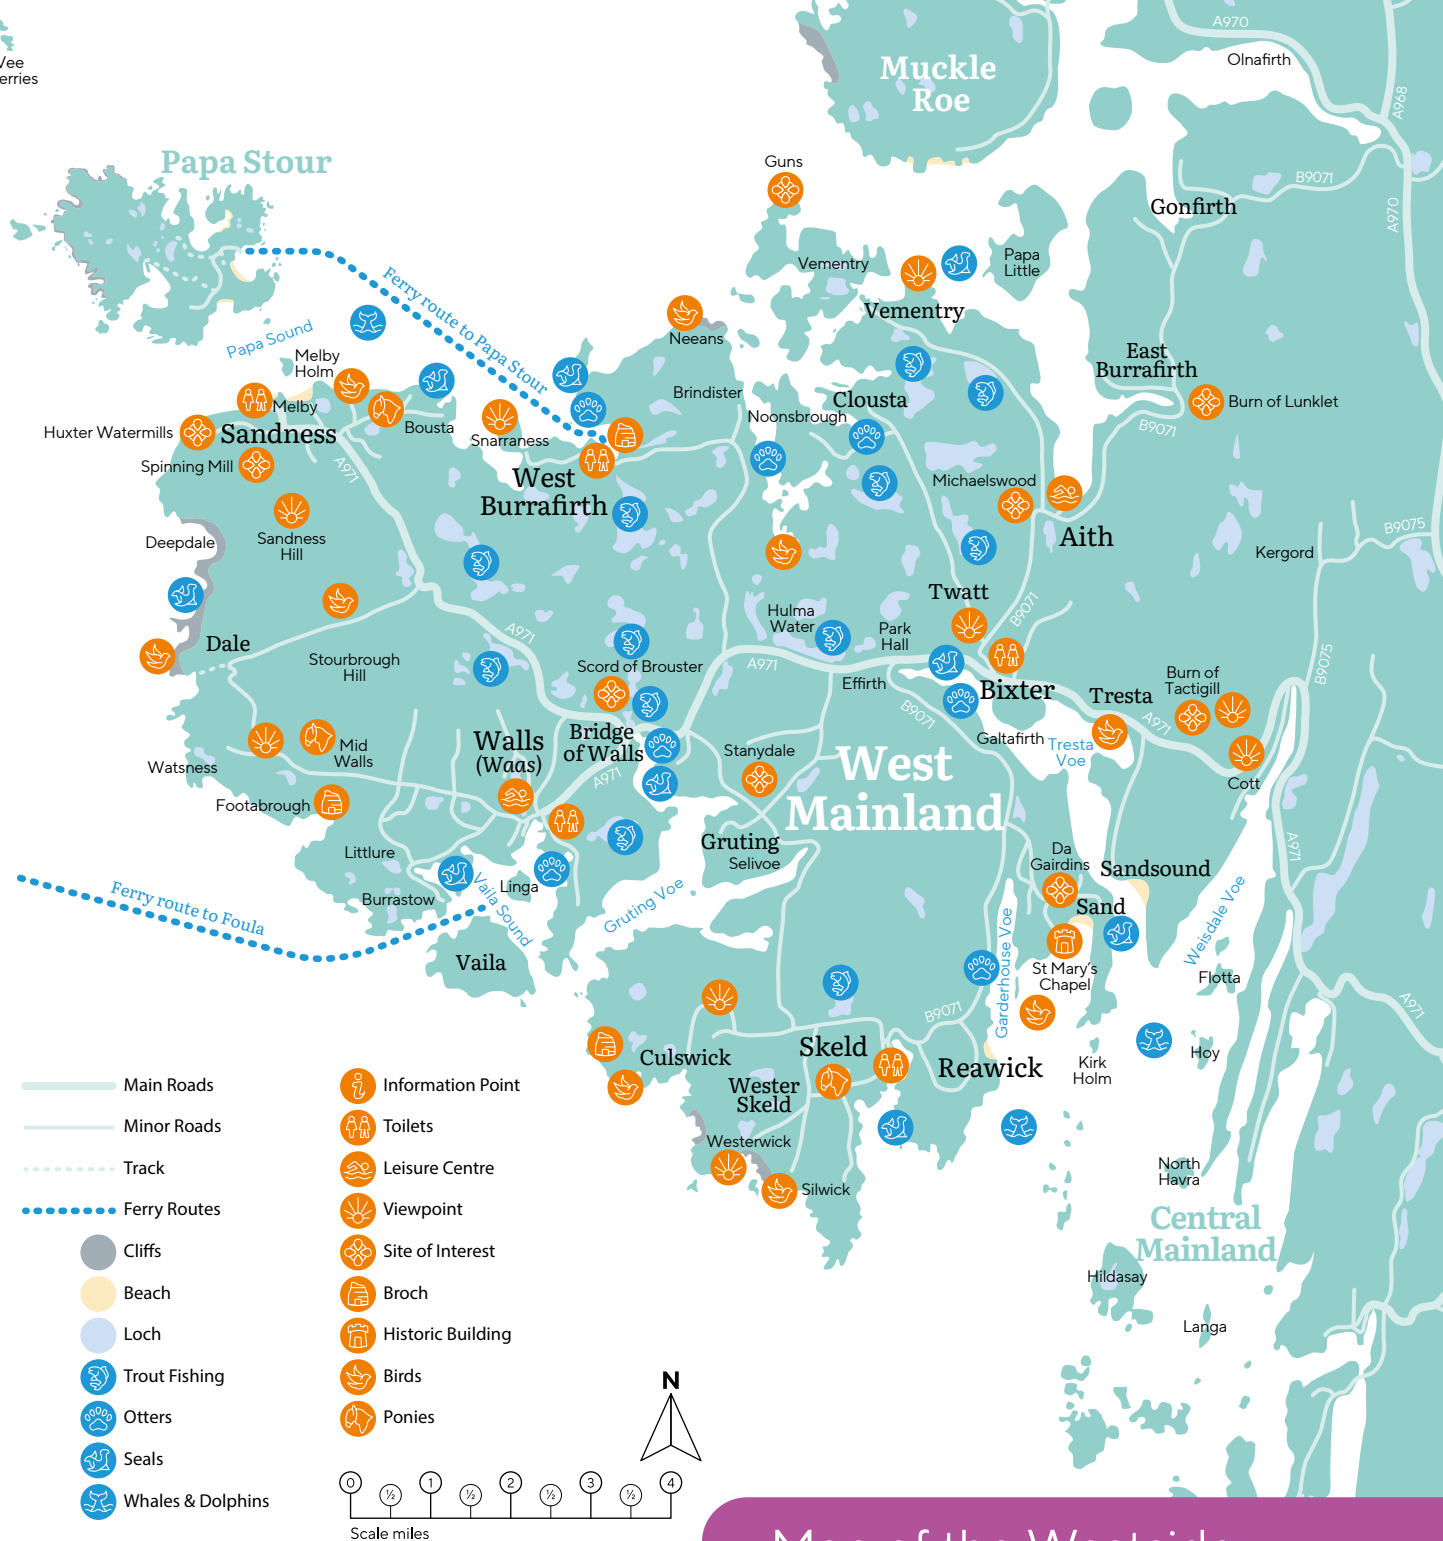 A970
Olnafirth
Vee
erries
Muckle
Roe
A968
Papa Stour
Guns
B9071
Gonfirth
A970
Ferry route to Papa Stour
Vementry
Papa
Little
Vementry
Papa Sound
Neeans
Melby
Holm
East
Burrafirth
Brindister
Clousta
Melby
Noonsbrough
Burn of Lunklet
Bousta
B9071
Huxter Watermills
Sandness
Snarraness
Spinning Mill
A971
West
Burrafirth
Michaelswood
Aith
B9075
Deepdale
Sandness
Hill
Kergord
Twatt
Hulma
Water
B9071
Park
Hall
A971
Dale
Stourbrough
Hill
Scord of Brouster
A971
B9075
Effirth
Bixter
Tresta
Burn of
Tactigill
B9071
A971
Walls
(Waas)
Bridge
of Walls
Stanydale
Galtafirth
Tresta
Voe
Mid
Walls
Watsness
West
Mainland
A971
Cott
Footabrough
Littlure
Gruting
Selivoe
Da
Gairdins
Sandsound
A971
Burrastow
Linga
Vaila Sound
Gruting Voe
Sand
Ferry route to Foula
Weisdale Voe
Vaila
Garderhouse Voe
St Mary's
Chapel
Flotta
B9071
A971
Culswick
Skeld
Reawick
Hoy
Kirk
Holm
Wester
Skeld
Westerwick
Silwick
North
Havra
Central
Mainland
Hildasay
Langa
Main Roads
Minor Roads
Track
Ferry Routes
Cliffs
Beach
Loch
Trout Fishing
Otters
Seals
Whales & Dolphins
Information Point
Toilets
Leisure Centre
Viewpoint
Site of Interest
Broch
Historic Building
Birds
Ponies
N
0 ½ 1 ½ 2 ½ 3 ½ 4
Scale miles
Map of the Westside